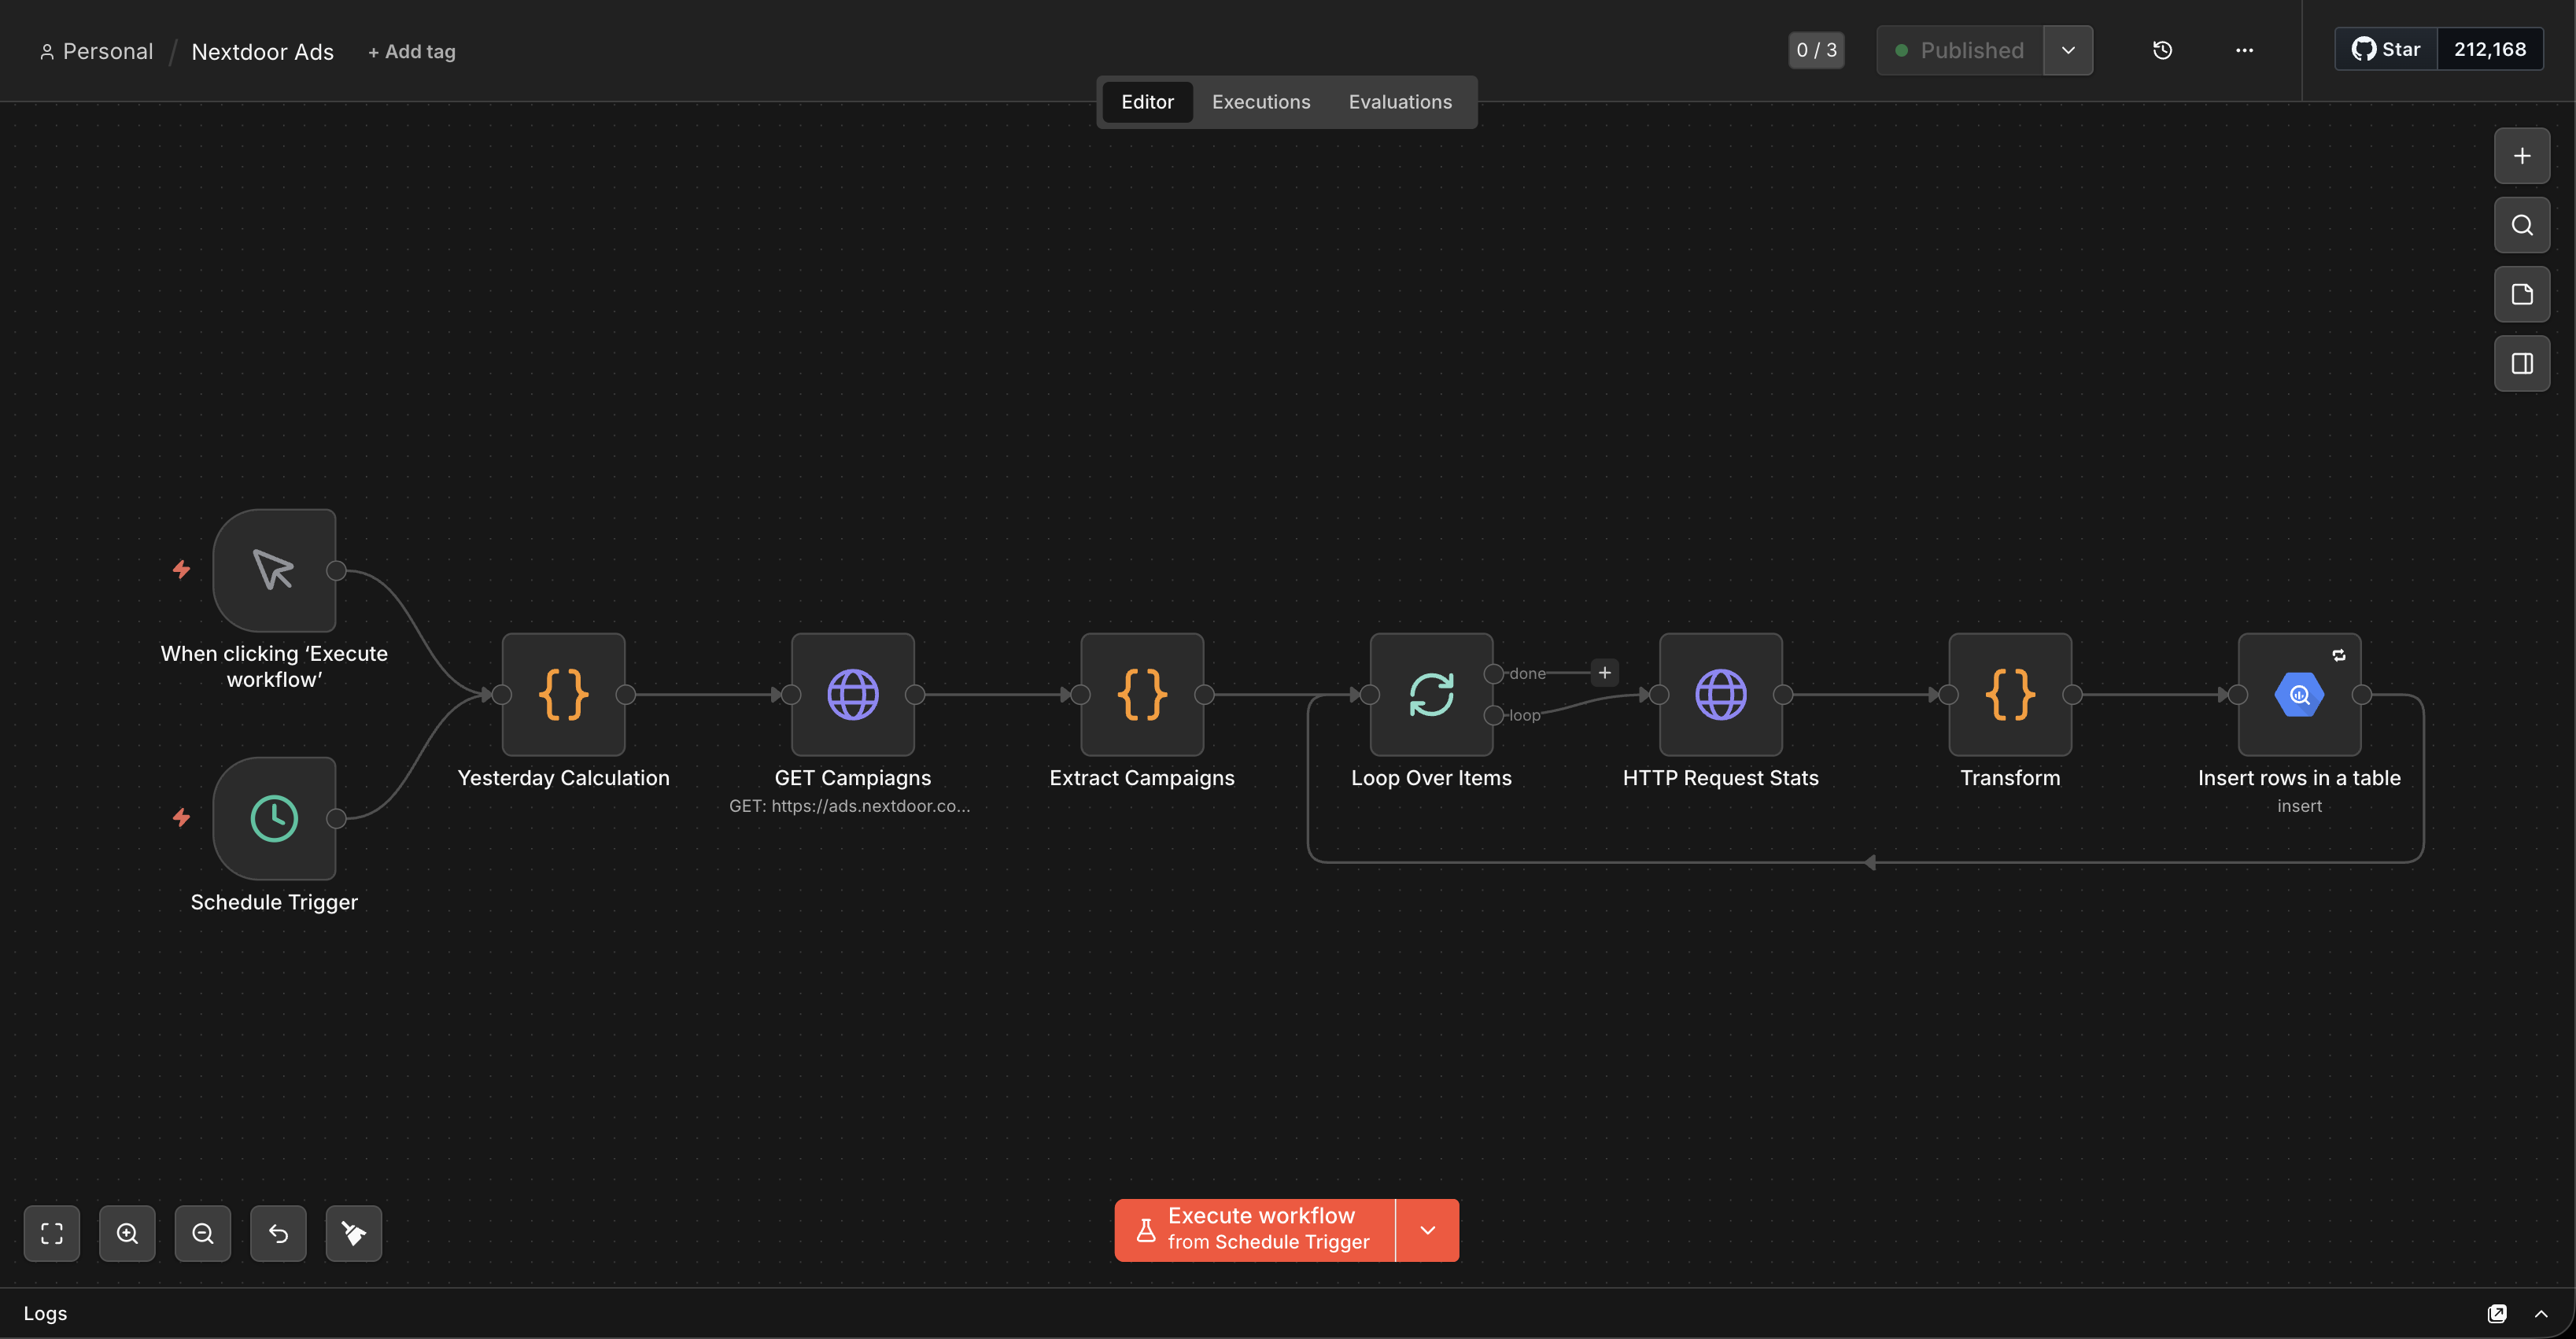 Personal / Nextdoor Ads + Add tag
0 / 3
Published
Star 212,168
Editor Executions Evaluations
When clicking ‘Execute
workflow’
Schedule Trigger
Yesterday Calculation
GET Campiagns
GET: https://ads.nextdoor.co...
Extract Campaigns
Loop Over Items
done
loop
HTTP Request Stats
Transform
Insert rows in a table
insert
Execute workflow
from Schedule Trigger
Logs